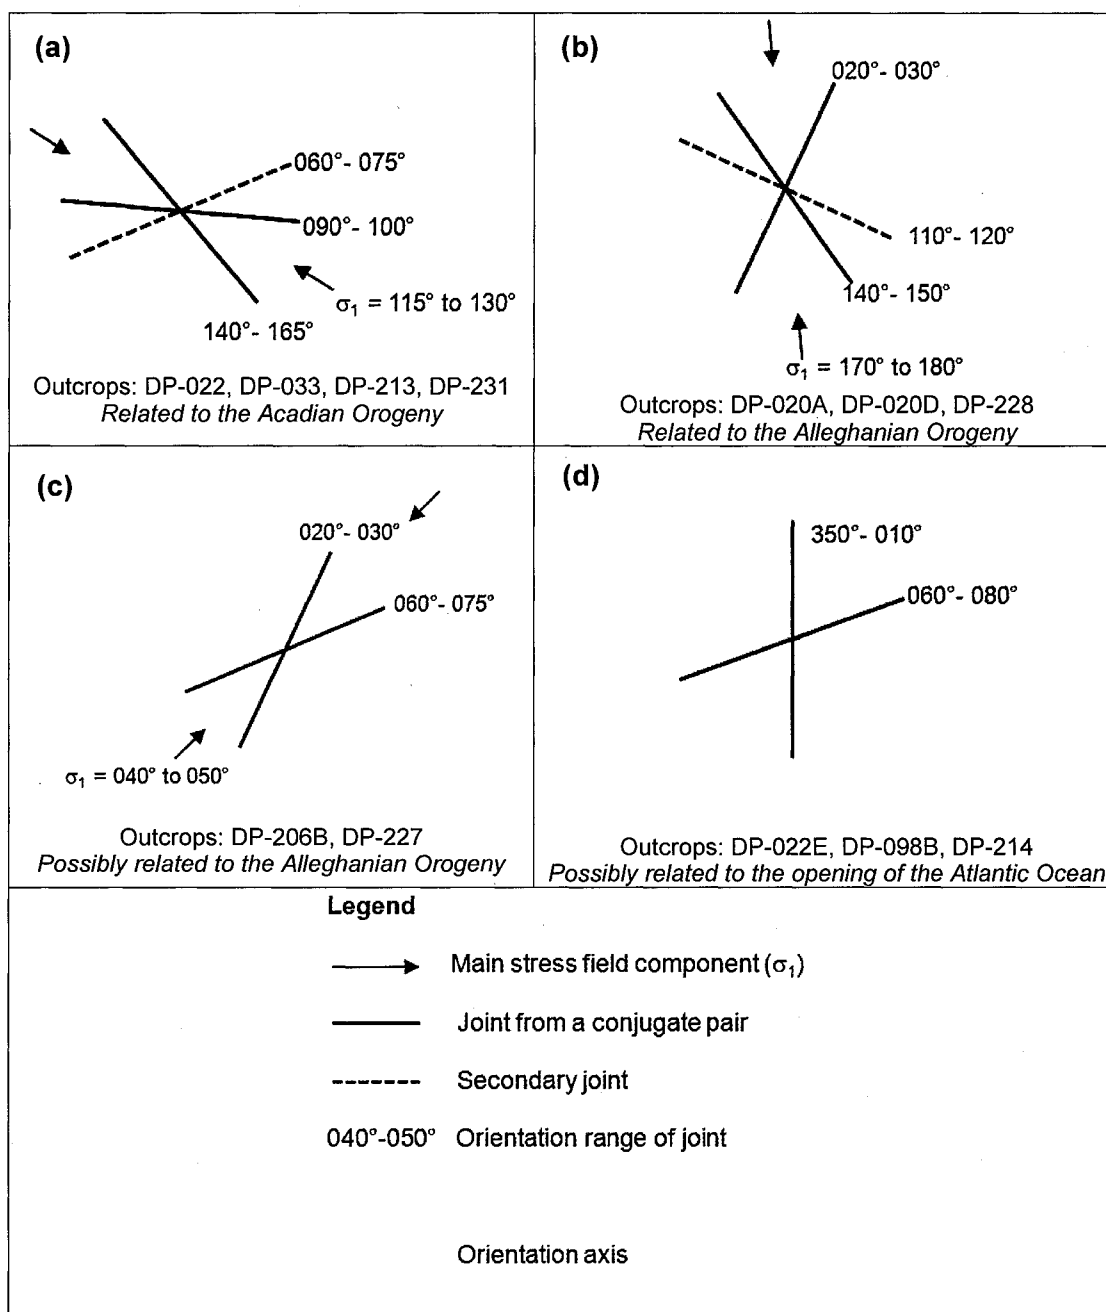 (a)
060°- 075°
090°- 100°
σ₁ = 115° to 130°
140°- 165°
Outcrops: DP-022, DP-033, DP-213, DP-231
Related to the Acadian Orogeny
(b)
020°- 030°
110°- 120°
140°- 150°
σ₁ = 170° to 180°
Outcrops: DP-020A, DP-020D, DP-228
Related to the Alleghanian Orogeny
(c)
020°- 030°
060°- 075°
σ₁ = 040° to 050°
Outcrops: DP-206B, DP-227
Possibly related to the Alleghanian Orogeny
(d)
350°- 010°
060°- 080°
Outcrops: DP-022E, DP-098B, DP-214
Possibly related to the opening of the Atlantic Ocean
Legend
Main stress field component (σ₁)
Joint from a conjugate pair
Secondary joint
040°-050° Orientation range of joint
Orientation axis